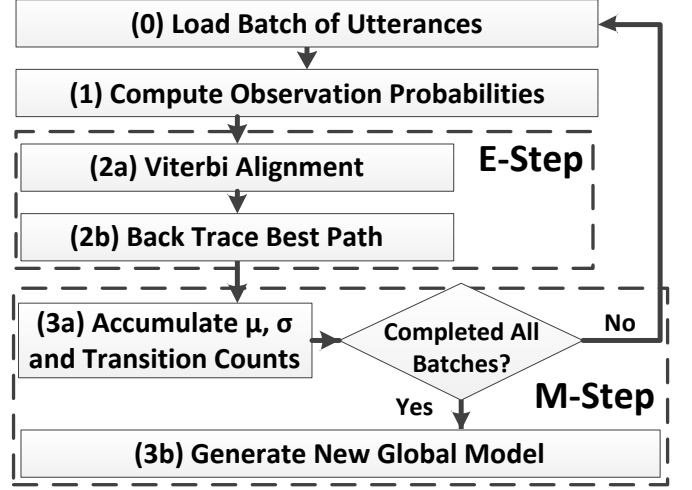 (0) Load Batch of Utterances
(1) Compute Observation Probabilities
E-Step
(2a) Viterbi Alignment
(2b) Back Trace Best Path
(3a) Accumulate μ, σ
and Transition Counts
Completed All
Batches?
No
Yes
M-Step
(3b) Generate New Global Model